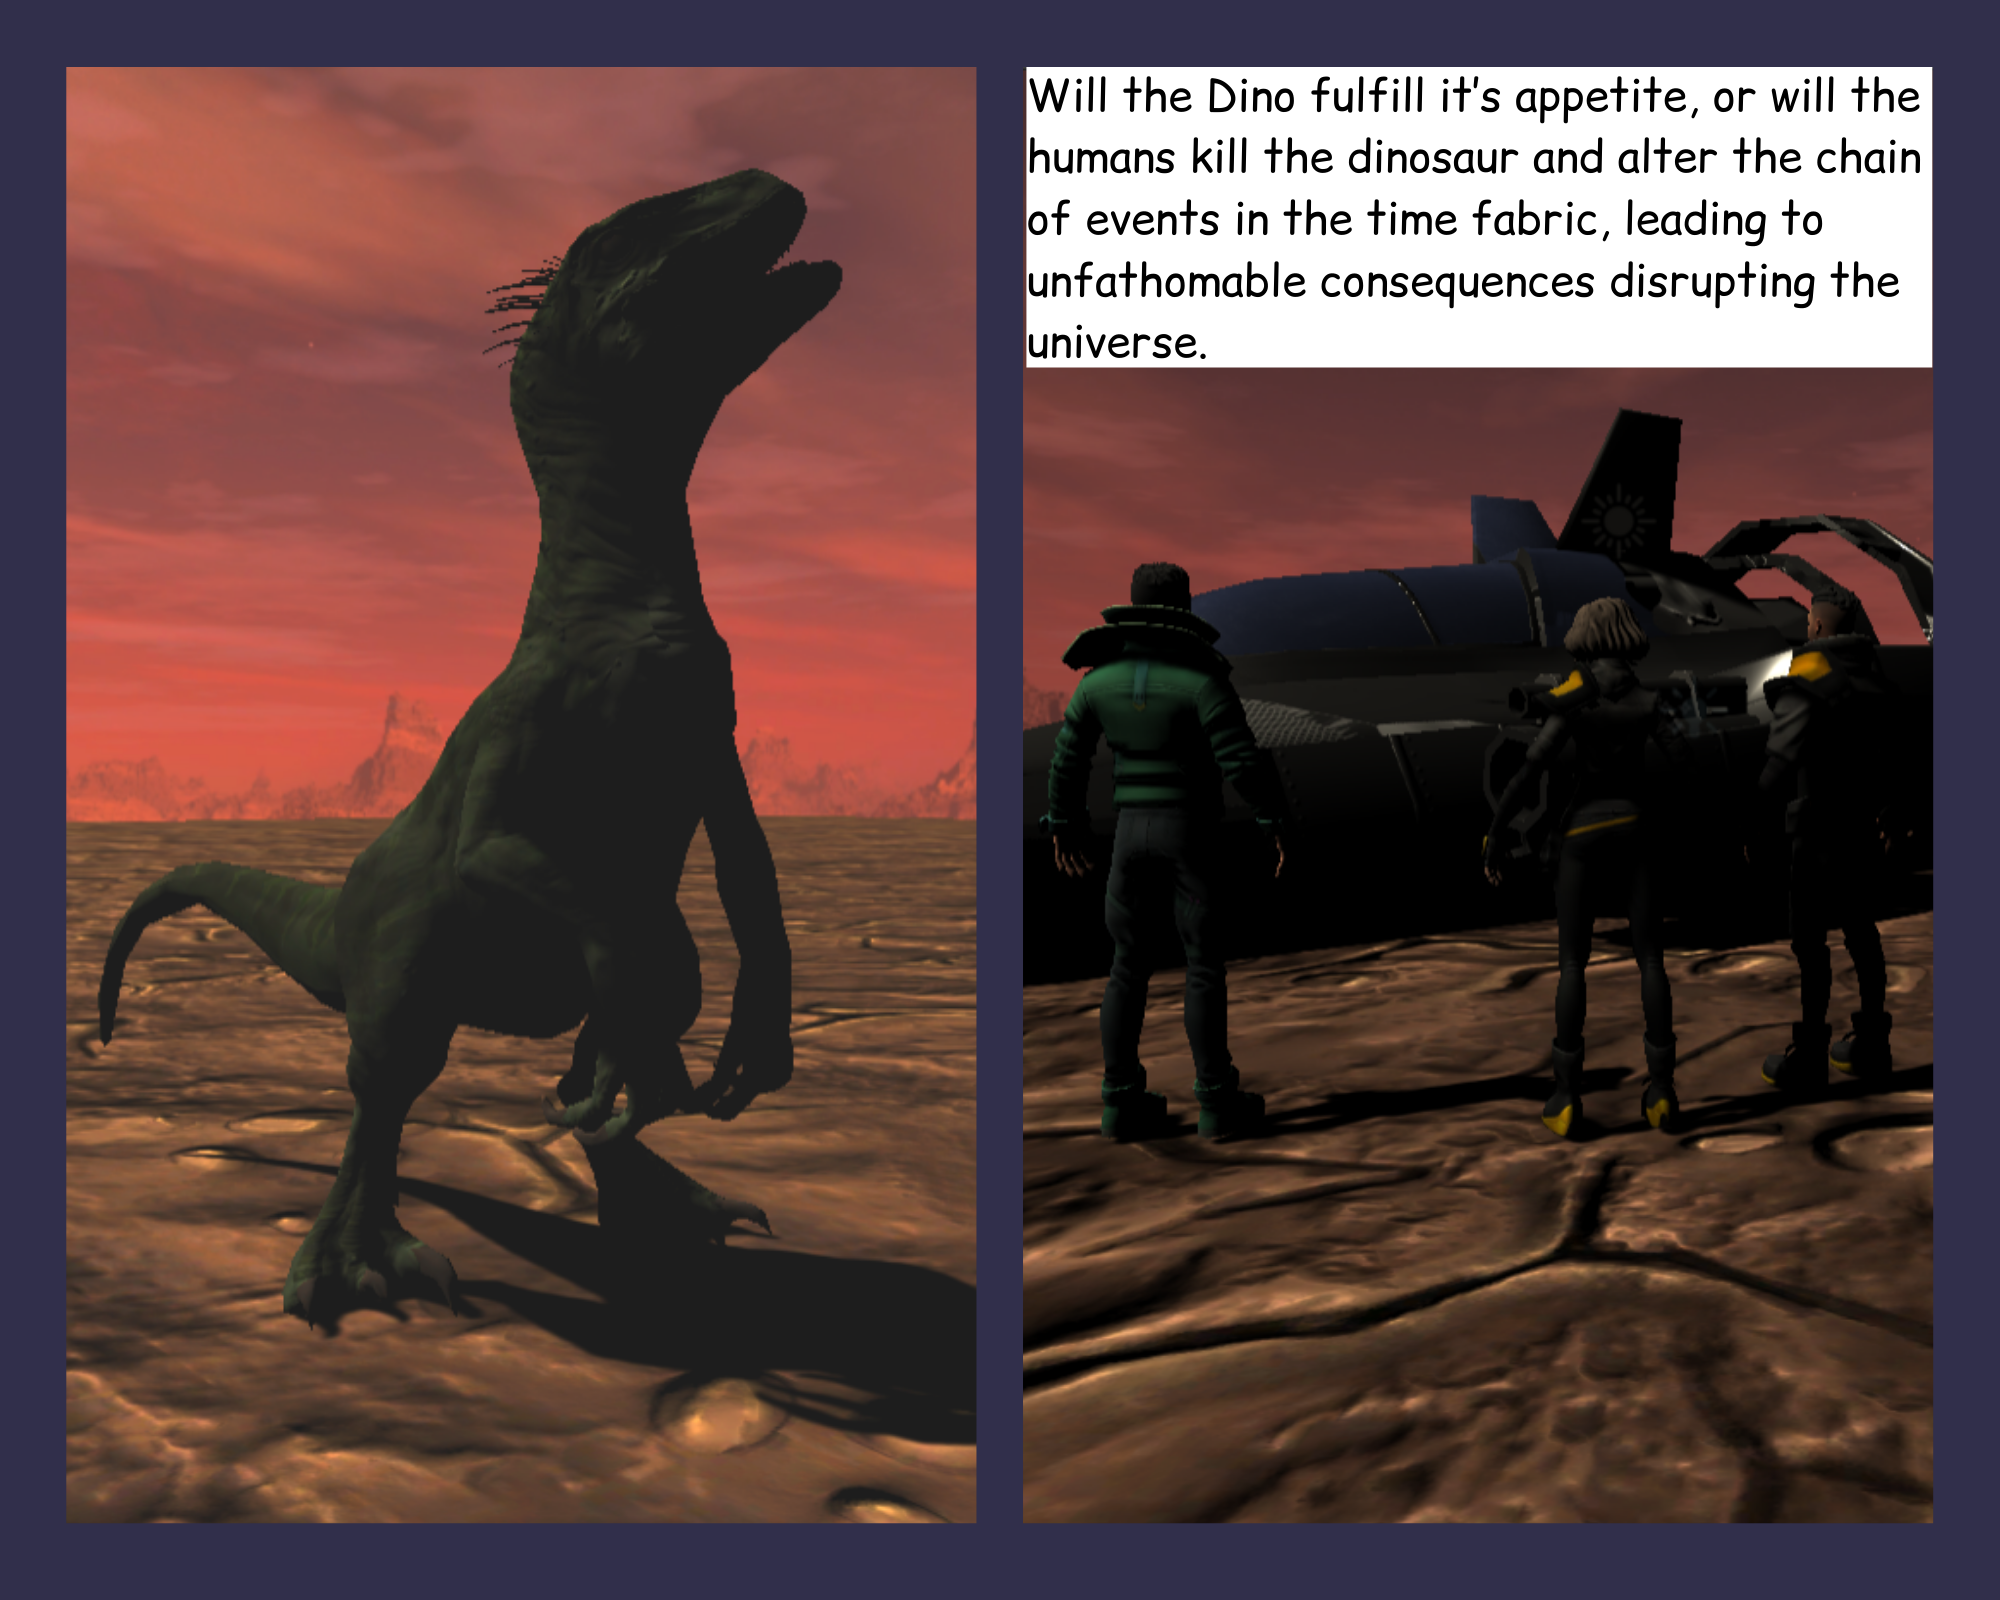 Will the Dino fulfill it's appetite, or will the
humans kill the dinosaur and alter the chain
of events in the time fabric, leading to
unfathomable consequences disrupting the
universe.